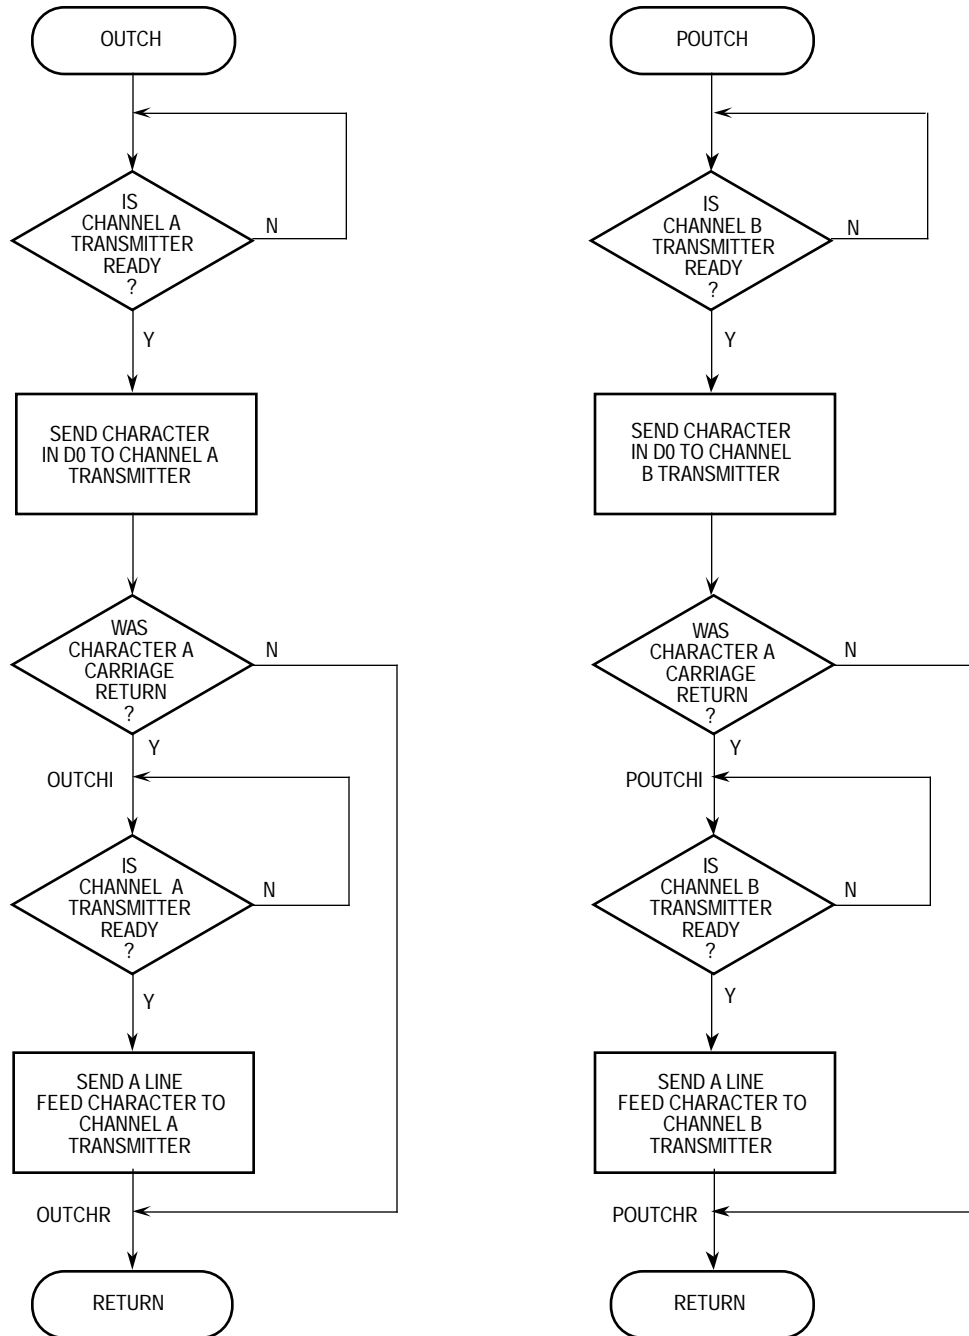 OUTCH
IS
CHANNEL A
TRANSMITTER
READY
?
N
Y
SEND CHARACTER
IN D0 TO CHANNEL A
TRANSMITTER
WAS
CHARACTER A
CARRIAGE
RETURN
?
N
Y
OUTCHI
IS
CHANNEL A
TRANSMITTER
READY
?
N
Y
SEND A LINE
FEED CHARACTER TO
CHANNEL A
TRANSMITTER
OUTCHR
RETURN
POUTCH
IS
CHANNEL B
TRANSMITTER
READY
?
N
Y
SEND CHARACTER
IN D0 TO CHANNEL
B TRANSMITTER
WAS
CHARACTER A
CARRIAGE
RETURN
?
N
Y
POUTCHI
IS
CHANNEL B
TRANSMITTER
READY
?
N
Y
SEND A LINE
FEED CHARACTER TO
CHANNEL B
TRANSMITTER
POUTCHR
RETURN